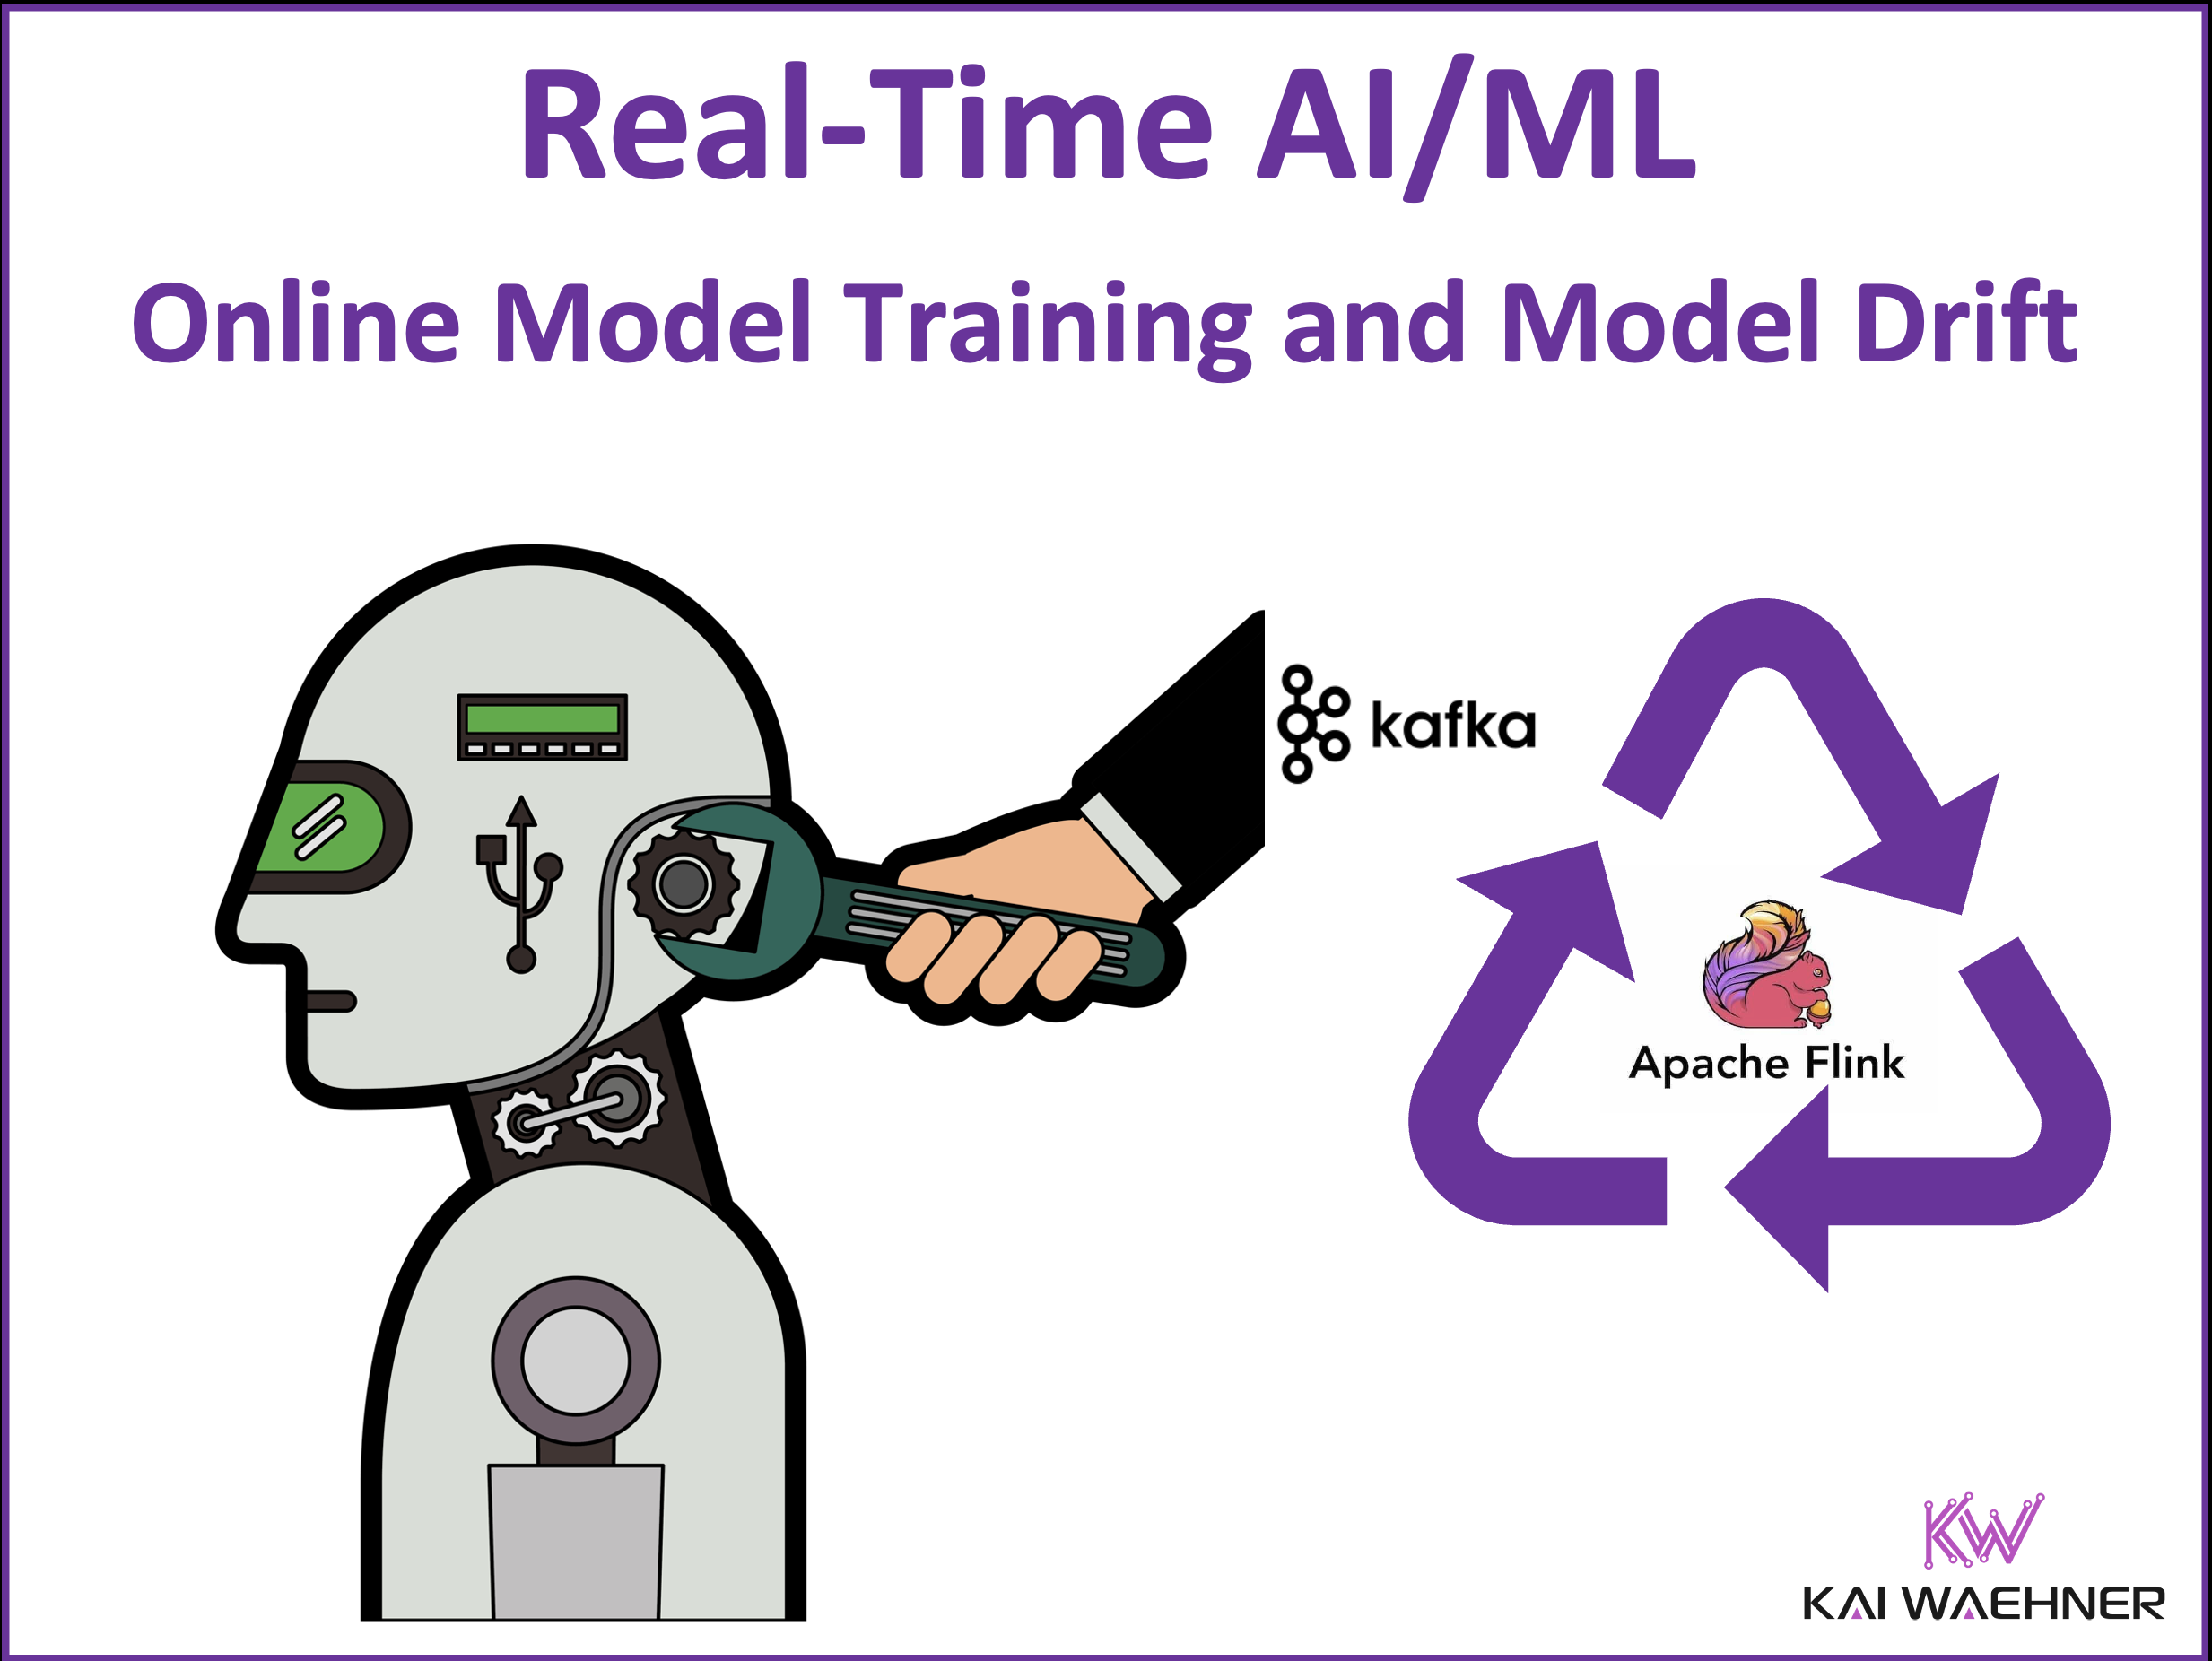 Real-Time AI/ML
Online Model Training and Model Drift
kafka
Apache Flink
KW
KAI WAEHNER